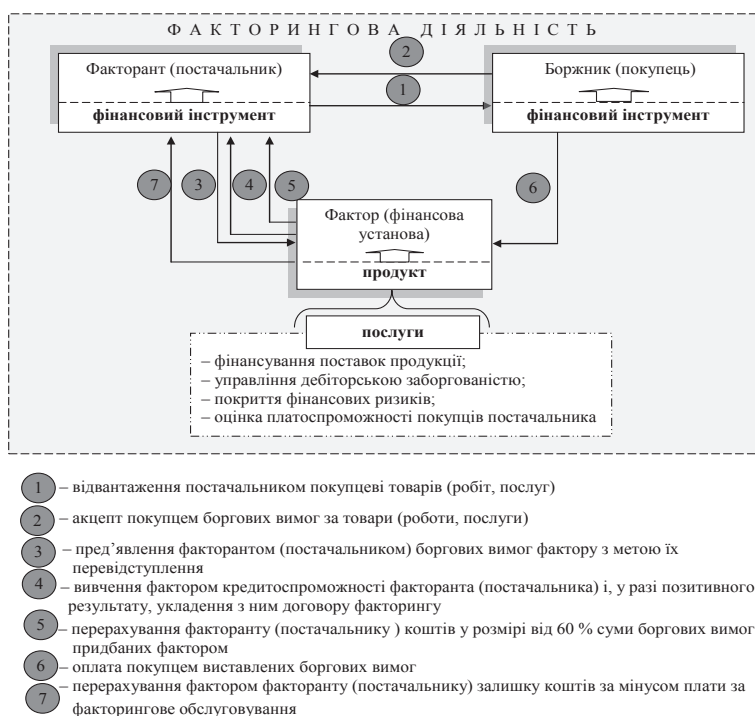 ФАКТОРИНГОВА ДІЯЛЬНІСТЬ
2
Факторант (постачальник)
Боржник (покупець)
1
фінансовий інструмент
фінансовий інструмент
7
3
4
5
6
Фактор (фінансова
установа)
продукт
послуги
– фінансування поставок продукції;
– управління дебіторською заборгованістю;
– покриття фінансових ризиків;
– оцінка платоспроможності покупців постачальника
1 – відвантаження постачальником покупцеві товарів (робіт, послуг)
2 – акцепт покупцем боргових вимог за товари (роботи, послуги)
3 – пред’явлення факторантом (постачальником) боргових вимог фактору з метою їх
перевідступлення
4 – вивчення фактором кредитоспроможності факторанта (постачальника) і, у разі позитивного
результату, укладення з ним договору факторингу
5 – перерахування факторанту (постачальнику ) коштів у розмірі від 60 % суми боргових вимог
придбаних фактором
6 – оплата покупцем виставлених боргових вимог
7 – перерахування фактором факторанту (постачальнику) залишку коштів за мінусом плати за
факторингове обслуговування